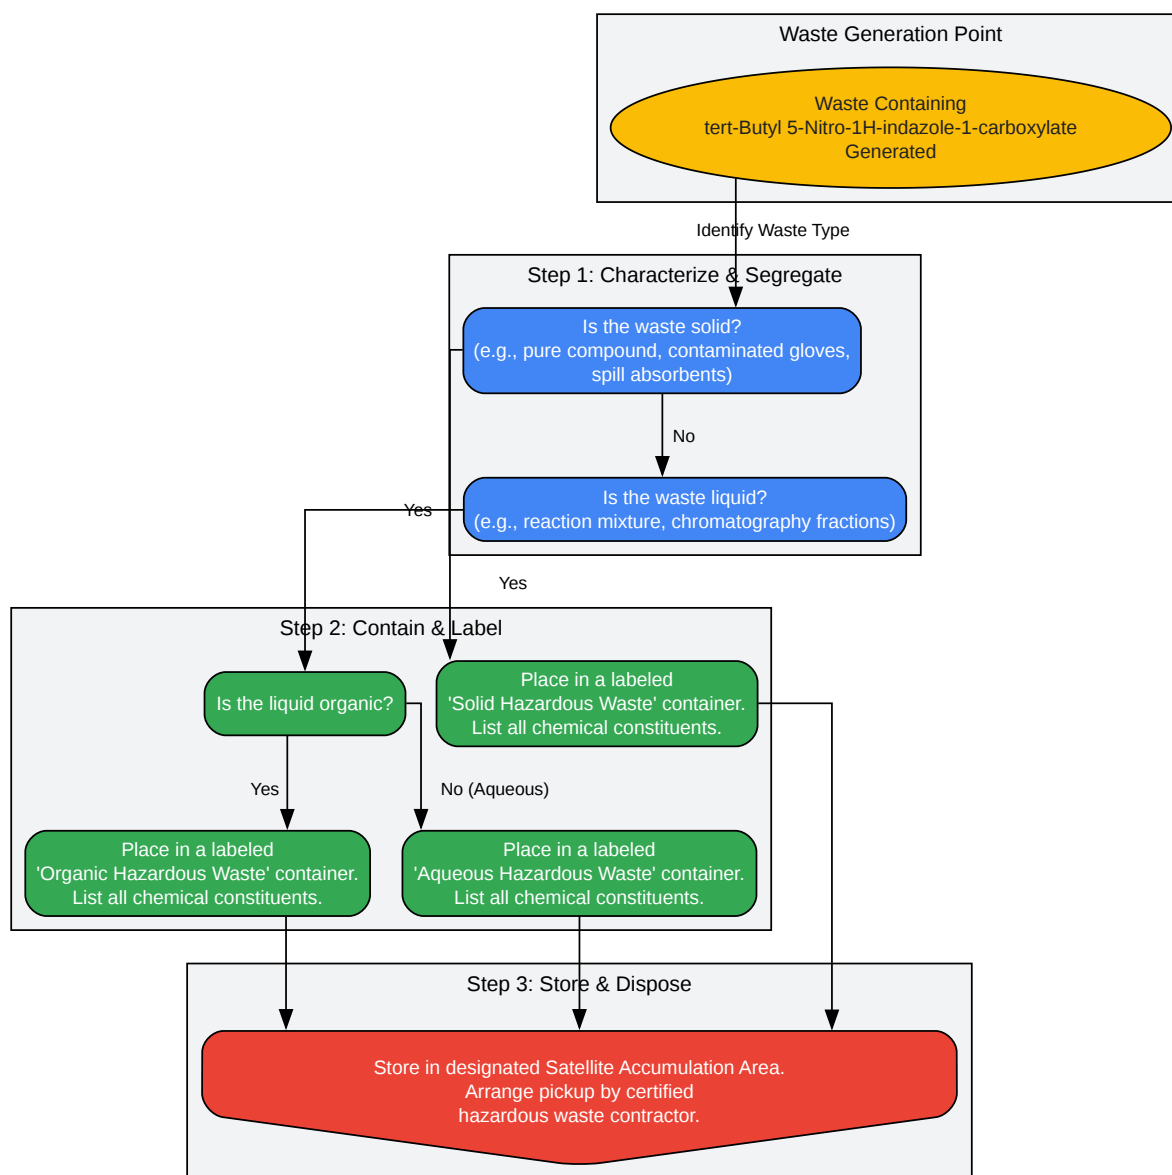 Waste Generation Point
Waste Containing
tert-Butyl 5-Nitro-1H-indazole-1-carboxylate
Generated
Identify Waste Type
Step 1: Characterize & Segregate
Is the waste solid?
(e.g., pure compound, contaminated gloves,
spill absorbents)
No
Is the waste liquid?
(e.g., reaction mixture, chromatography fractions)
Yes
Yes
Step 2: Contain & Label
Is the liquid organic?
Place in a labeled
'Solid Hazardous Waste' container.
List all chemical constituents.
Yes
No (Aqueous)
Place in a labeled
'Organic Hazardous Waste' container.
List all chemical constituents.
Place in a labeled
'Aqueous Hazardous Waste' container.
List all chemical constituents.
Step 3: Store & Dispose
Store in designated Satellite Accumulation Area.
Arrange pickup by certified
hazardous waste contractor.